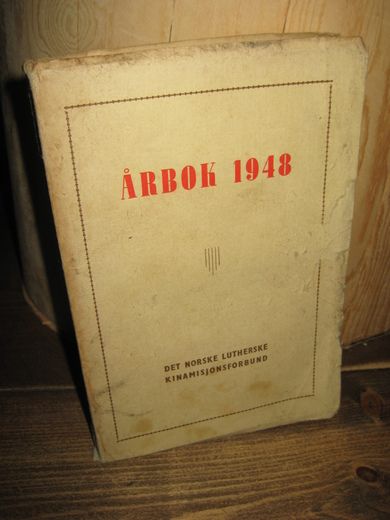 ÅRBOK 1948
DET NORSKE LUTHERSKE
KINAMISJONSFORBUND